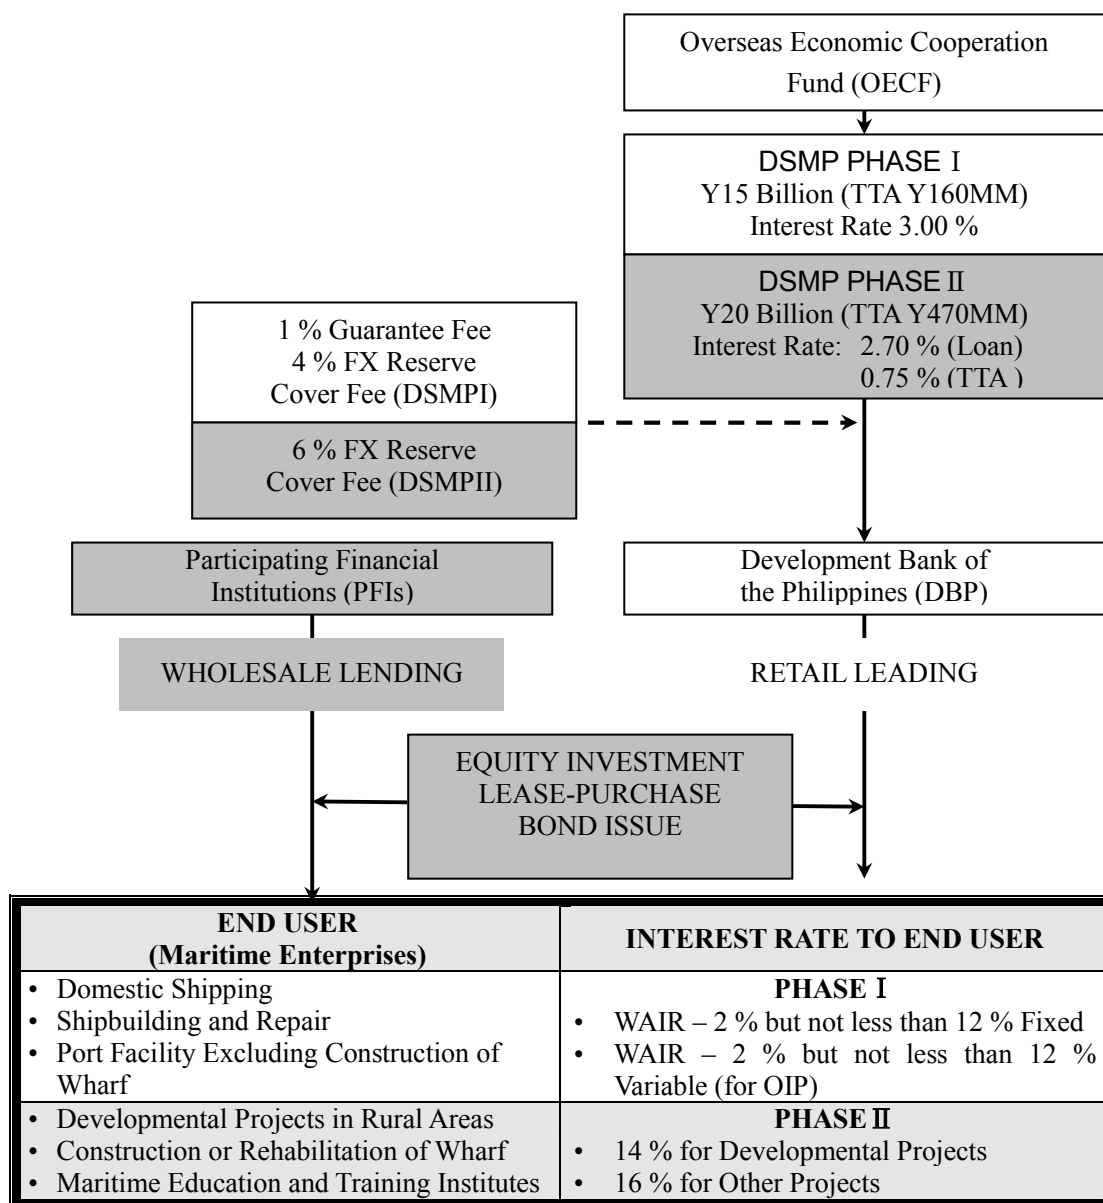 Overseas Economic Cooperation
Fund (OECF)
DSMP PHASE Ⅰ
Y15 Billion (TTA Y160MM)
Interest Rate 3.00 %
DSMP PHASE Ⅱ
Y20 Billion (TTA Y470MM)
Interest Rate: 2.70 % (Loan)
0.75 % (TTA )
1 % Guarantee Fee
4 % FX Reserve
Cover Fee (DSMPI)
6 % FX Reserve
Cover Fee (DSMPII)
Participating Financial
Institutions (PFIs)
Development Bank of
the Philippines (DBP)
WHOLESALE LENDING
RETAIL LEADING
EQUITY INVESTMENT
LEASE-PURCHASE
BOND ISSUE
END USER
(Maritime Enterprises)
INTEREST RATE TO END USER
• Domestic Shipping
• Shipbuilding and Repair
• Port Facility Excluding Construction of
Wharf
PHASE Ⅰ
• WAIR – 2 % but not less than 12 % Fixed
• WAIR – 2 % but not less than 12 %
Variable (for OIP)
• Developmental Projects in Rural Areas
• Construction or Rehabilitation of Wharf
• Maritime Education and Training Institutes
PHASE Ⅱ
• 14 % for Developmental Projects
• 16 % for Other Projects